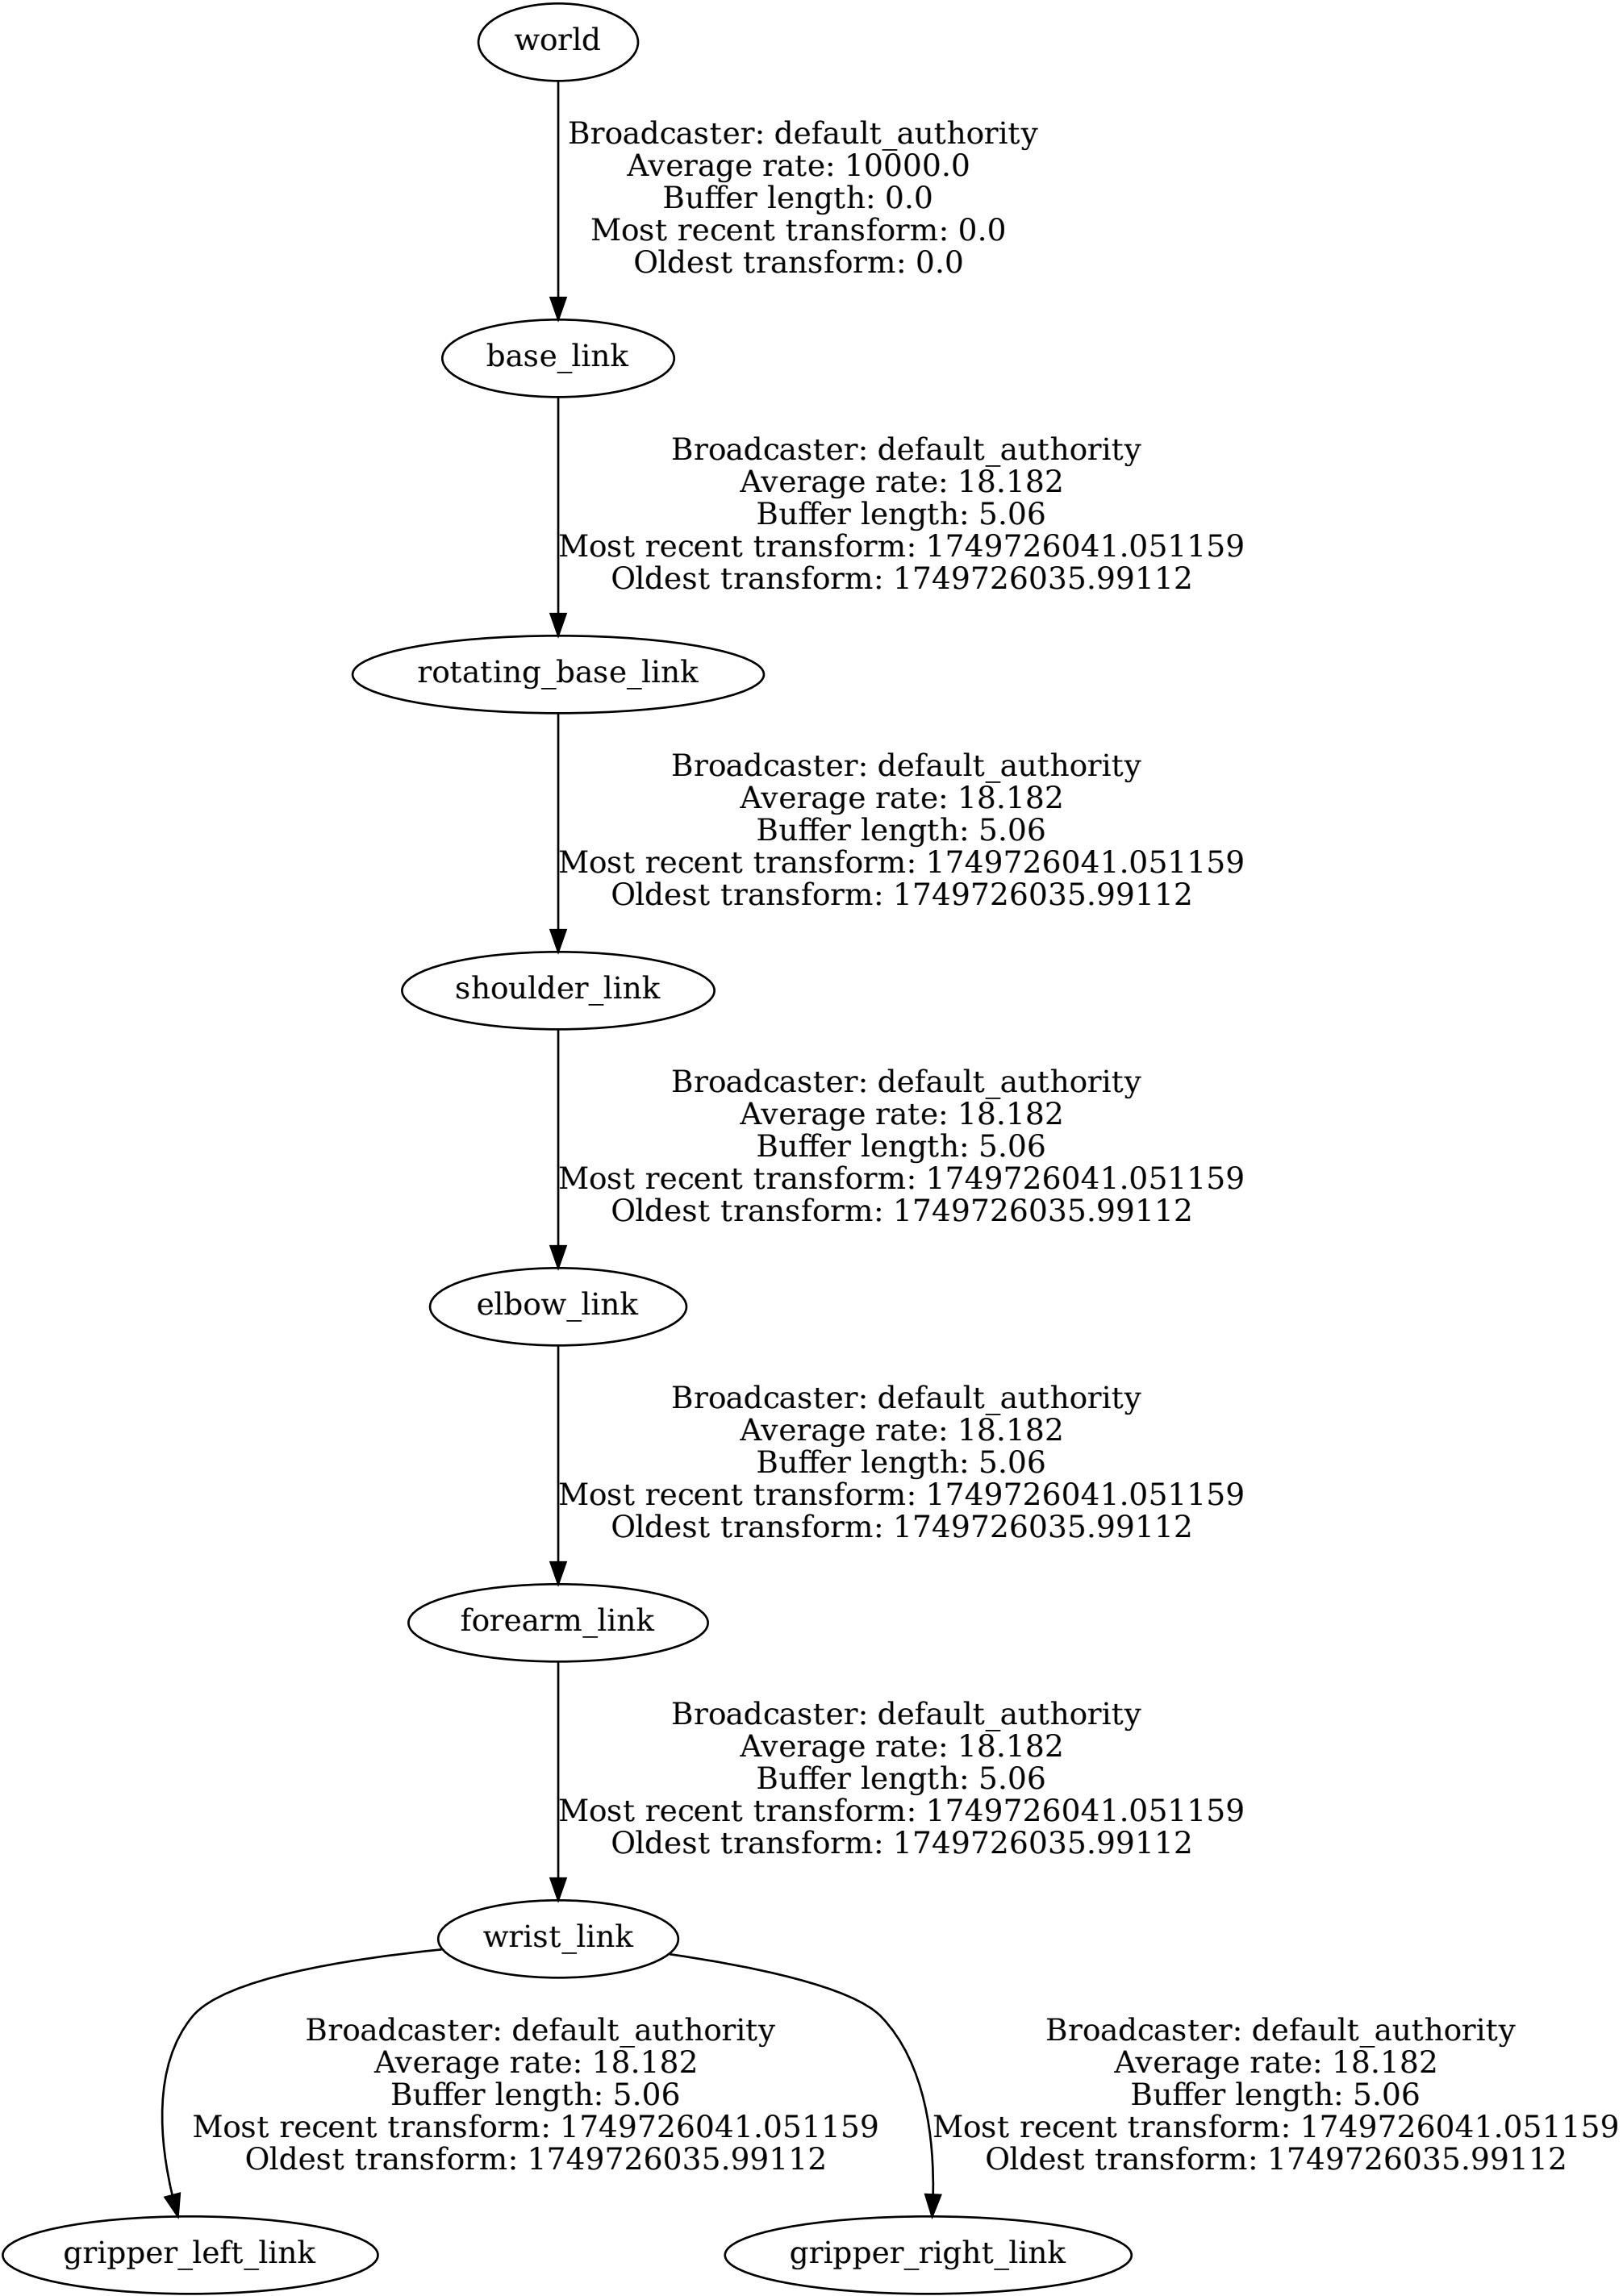 world
Broadcaster: default_authority
Average rate: 10000.0
Buffer length: 0.0
Most recent transform: 0.0
Oldest transform: 0.0
base_link
Broadcaster: default_authority
Average rate: 18.182
Buffer length: 5.06
Most recent transform: 1749726041.051159
Oldest transform: 1749726035.99112
rotating_base_link
Broadcaster: default_authority
Average rate: 18.182
Buffer length: 5.06
Most recent transform: 1749726041.051159
Oldest transform: 1749726035.99112
shoulder_link
Broadcaster: default_authority
Average rate: 18.182
Buffer length: 5.06
Most recent transform: 1749726041.051159
Oldest transform: 1749726035.99112
elbow_link
Broadcaster: default_authority
Average rate: 18.182
Buffer length: 5.06
Most recent transform: 1749726041.051159
Oldest transform: 1749726035.99112
forearm_link
Broadcaster: default_authority
Average rate: 18.182
Buffer length: 5.06
Most recent transform: 1749726041.051159
Oldest transform: 1749726035.99112
wrist_link
Broadcaster: default_authority
Average rate: 18.182
Buffer length: 5.06
Most recent transform: 1749726041.051159
Oldest transform: 1749726035.99112
Broadcaster: default_authority
Average rate: 18.182
Buffer length: 5.06
Most recent transform: 1749726041.051159
Oldest transform: 1749726035.99112
gripper_left_link
gripper_right_link